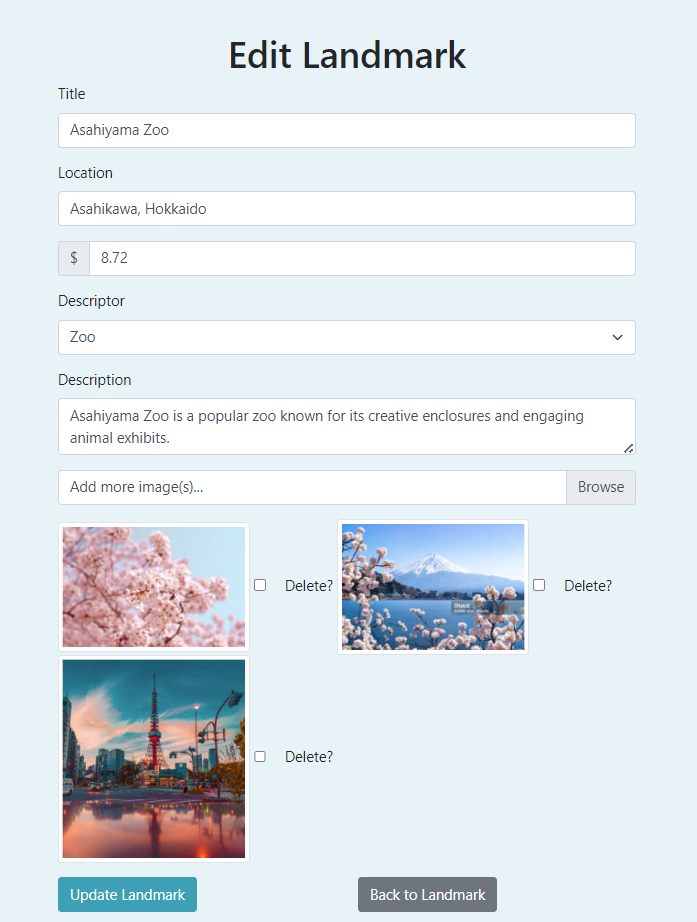 Edit Landmark
Title
Asahiyama Zoo
Location
Asahikawa, Hokkaido
$ 8.72
Descriptor
Zoo
Description
Asahiyama Zoo is a popular zoo known for its creative enclosures and engaging
animal exhibits.
Add more image(s)... Browse
Delete? Delete?
iStock
Delete?
Update Landmark Back to Landmark